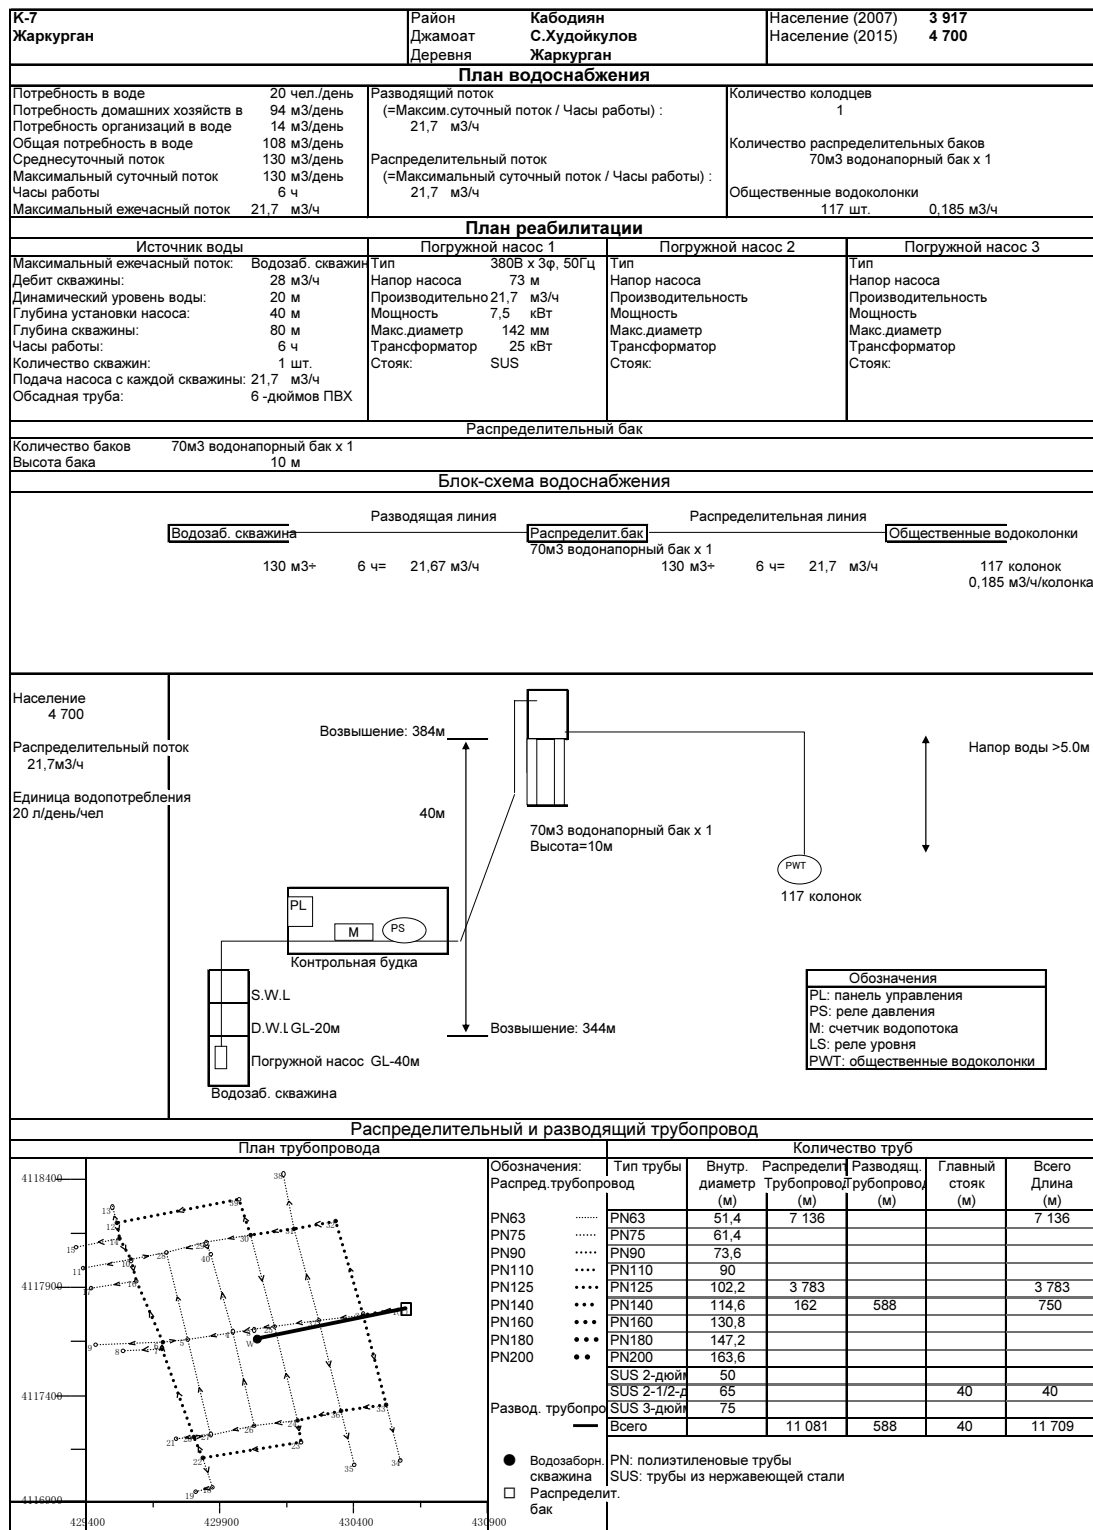 K-7 Район Кабодиян Население (2007) 3 917
Жаркурган Джамоат С.Худойкулов Население (2015) 4 700
Деревня Жаркурган
План водоснабжения
Потребность в воде 20 чел./день Разводящий поток Количество колодцев
Потребность домашних хозяйств в 94 м3/день (=Максим.суточный поток / Часы работы) : 1
Потребность организаций в воде 14 м3/день 21,7 м3/ч
Общая потребность в воде 108 м3/день Количество распределительных баков
Среднесуточный поток 130 м3/день Распределительный поток 70м3 водонапорный бак x 1
Максимальный суточный поток 130 м3/день (=Максимальный суточный поток / Часы работы) :
Часы работы 6 ч 21,7 м3/ч Общественные водоколонки
Максимальный ежечасный поток 21,7 м3/ч 117 шт. 0,185 м3/ч
План реабилитации
Источник воды Погружной насос 1 Погружной насос 2 Погружной насос 3
Максимальный ежечасный поток: Водозаб. скважин Тип 380В x 3φ, 50Гц Тип Тип
Дебит скважины: 28 м3/ч Напор насоса 73 м Напор насоса Напор насоса
Динамический уровень воды: 20 м Производительно 21,7 м3/ч Производительность Производительность
Глубина установки насоса: 40 м Мощность 7,5 кВт Мощность Мощность
Глубина скважины: 80 м Макс.диаметр 142 мм Макс.диаметр Макс.диаметр
Часы работы: 6 ч Трансформатор 25 кВт Трансформатор Трансформатор
Количество скважин: 1 шт. Стояк: SUS Стояк: Стояк:
Подача насоса с каждой скважины: 21,7 м3/ч
Обсадная труба: 6 -дюймов ПВХ
Распределительный бак
Количество баков 70м3 водонапорный бак x 1
Высота бака 10 м
Блок-схема водоснабжения
Разводящая линия Распределительная линия
Водозаб. скважина Распределит.бак Общественные водоколонки
70м3 водонапорный бак x 1
130 м3÷ 6 ч= 21,67 м3/ч 130 м3÷ 6 ч= 21,7 м3/ч 117 колонок
0,185 м3/ч/колонка
Население
4 700
Возвышение: 384м
Распределительный поток Напор воды >5.0м
21,7м3/ч
Единица водопотребления
20 л/день/чел 40м
70м3 водонапорный бак x 1
Высота=10м
PWT
117 колонок
PL
M PS
Контрольная будка
Обозначения
S.W.L PL: панель управления
PS: реле давления
D.W.L GL-20м Возвышение: 344м M: счетчик водопотока
LS: реле уровня
Погружной насос GL-40м PWT: общественные водоколонки
Водозаб. скважина
Распределительный и разводящий трубопровод
План трубопровода Количество труб
Обозначения: Тип трубы Внутр. Распределит Разводящ. Главный Всего
Распред.трубопровод диаметр Трубопровод Трубопровод стояк Длина
(м) (м) (м) (м) (м)
PN63 PN63 51,4 7 136 7 136
PN75 PN75 61,4
PN90 PN90 73,6
PN110 PN110 90
PN125 PN125 102,2 3 783 3 783
PN140 PN140 114,6 162 588 750
PN160 PN160 130,8
PN180 PN180 147,2
PN200 PN200 163,6
SUS 2-дюйм 50
SUS 2-1/2-д 65 40 40
Развод. трубопро SUS 3-дюйм 75
Всего 11 081 588 40 11 709
Водозаборн. PN: полиэтиленовые трубы
скважина SUS: трубы из нержавеющей стали
Распределит.
бак
4118400
4117900
4117400
4116900
429400 429900 430400 430900
38
13
12
15
11
40
30
9
8
5
W
26
21
22
35
34
19